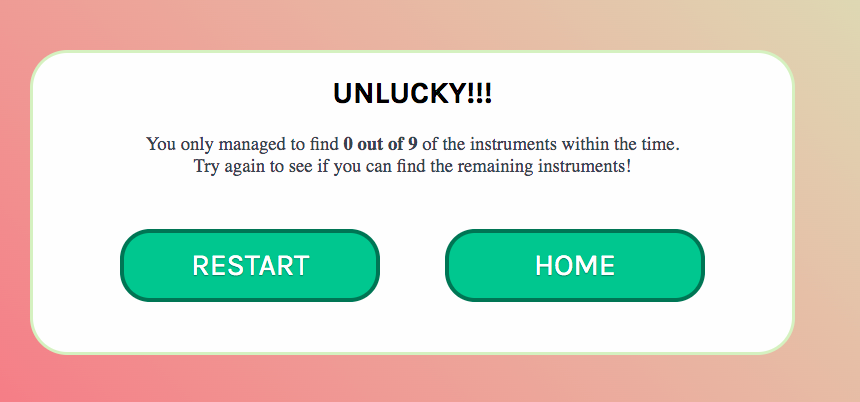 UNLUCKY!!!
You only managed to find 0 out of 9 of the instruments within the time.
Try again to see if you can find the remaining instruments!
RESTART
HOME